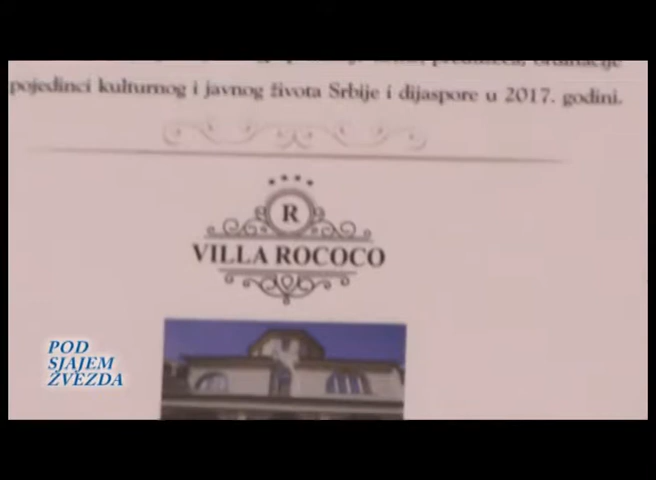 pojedinci kulturnog i javnog života Srbije i dijaspore u 2017. godini.
R
VILLA ROCOCO
POD
SJAJEM
ZVEZDA